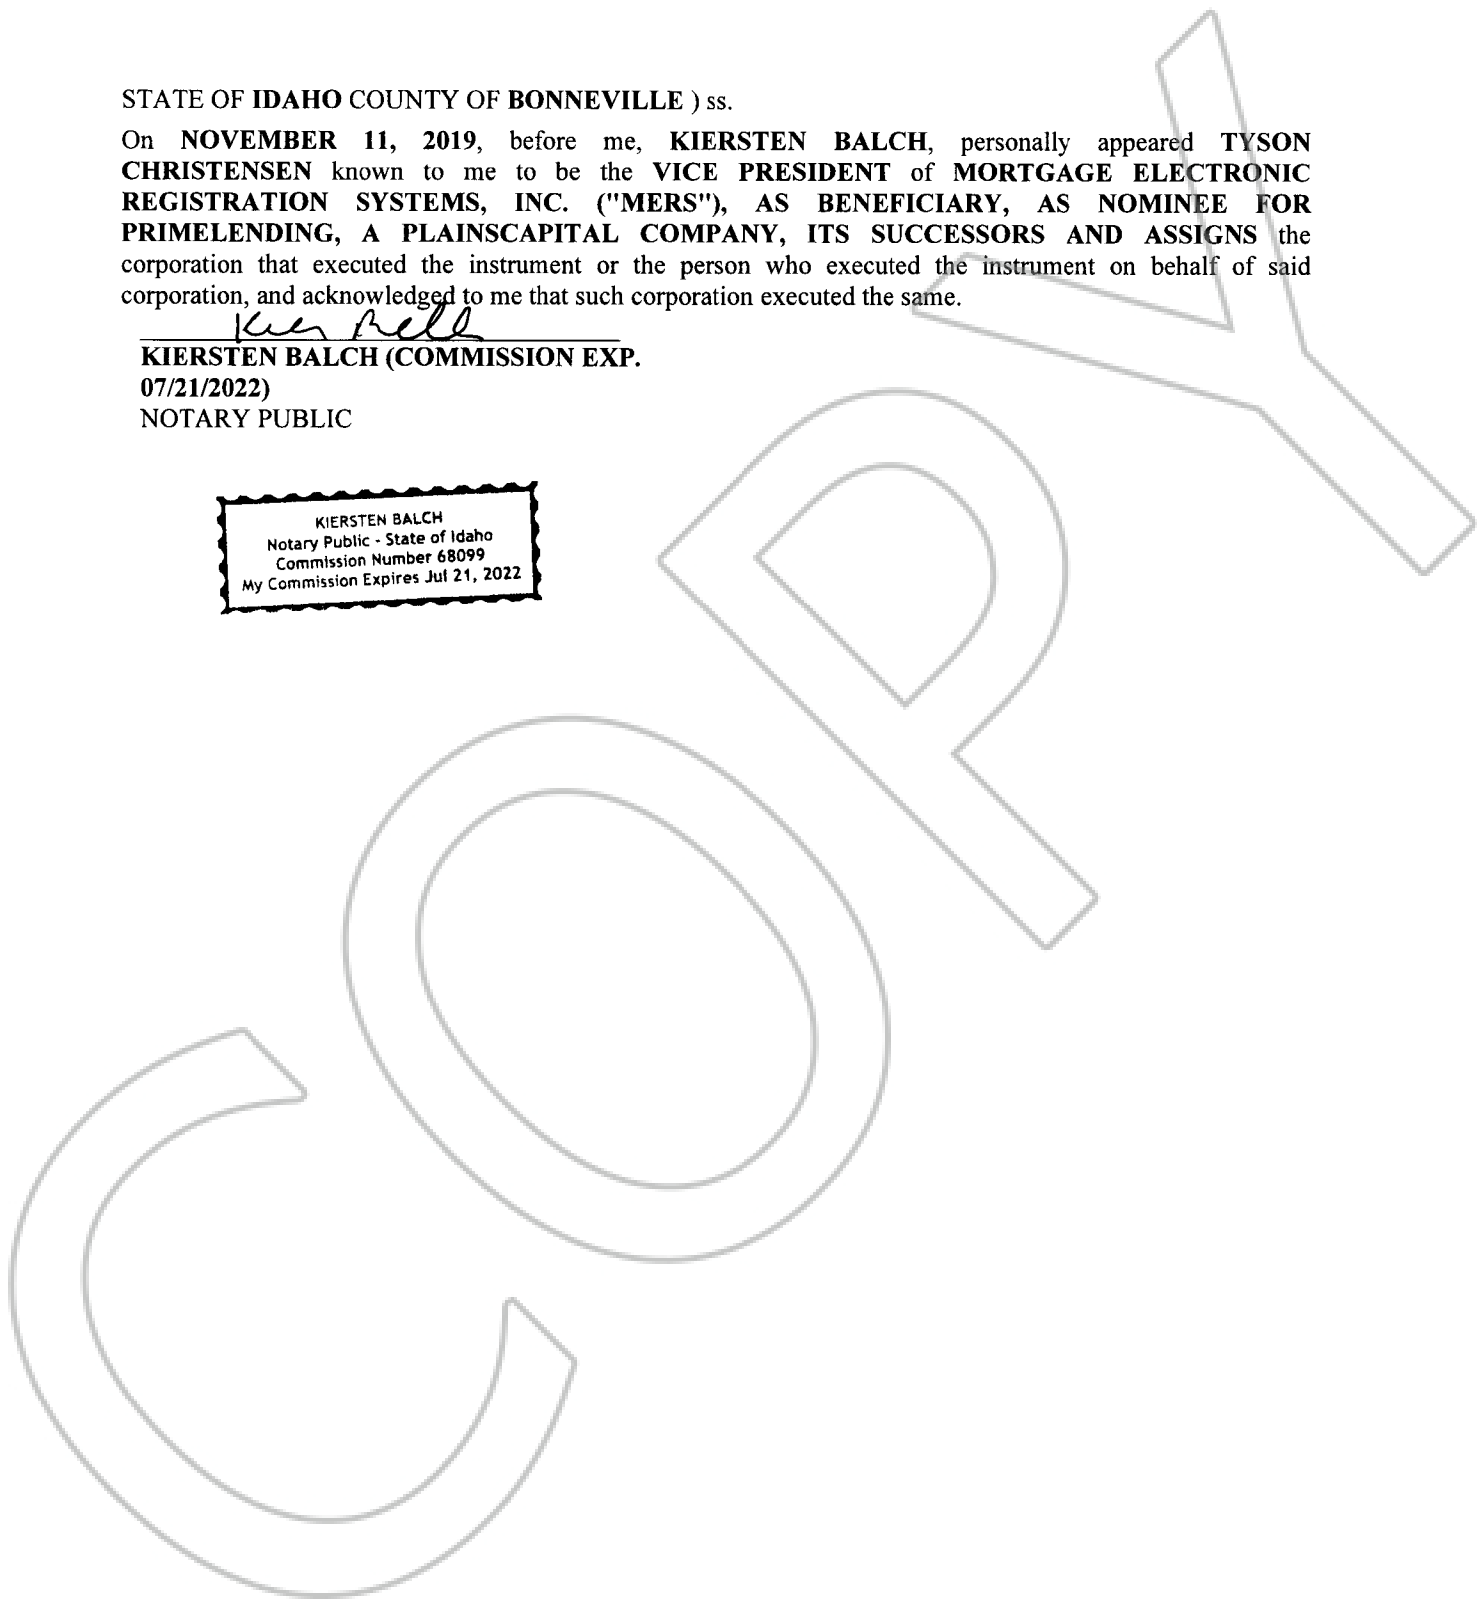 STATE OF IDAHO COUNTY OF BONNEVILLE ) ss.
On NOVEMBER 11, 2019, before me, KIERSTEN BALCH, personally appeared TYSON
CHRISTENSEN known to me to be the VICE PRESIDENT of MORTGAGE ELECTRONIC
REGISTRATION SYSTEMS, INC. ("MERS"), AS BENEFICIARY, AS NOMINEE FOR
PRIMELENDING, A PLAINSCAPITAL COMPANY, ITS SUCCESSORS AND ASSIGNS the
corporation that executed the instrument or the person who executed the instrument on behalf of said
corporation, and acknowledged to me that such corporation executed the same.
KIERSTEN BALCH (COMMISSION EXP.
07/21/2022)
NOTARY PUBLIC
KIERSTEN BALCH
Notary Public - State of Idaho
Commission Number 68099
My Commission Expires Jul 21, 2022
COPY